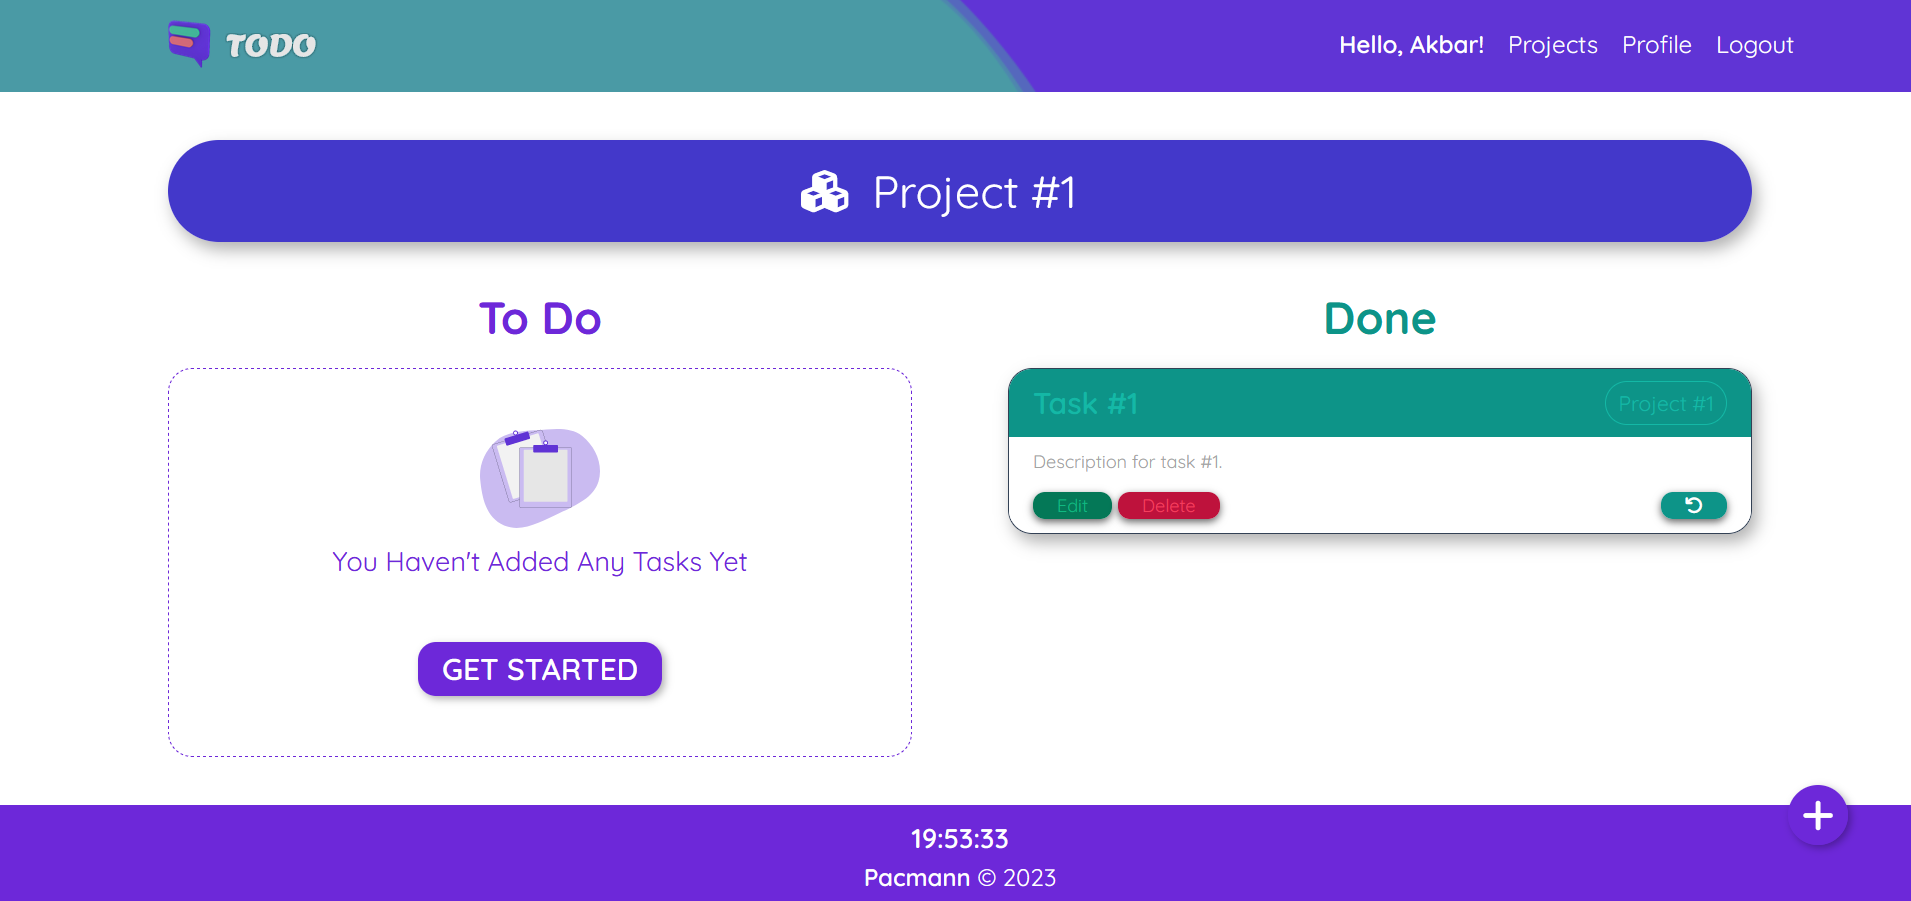 TODO
Hello, Akbar! Projects Profile Logout
Project #1
To Do
You Haven't Added Any Tasks Yet
GET STARTED
Done
Task #1 Project #1
Description for task #1.
Edit Delete
19:53:33
Pacmann © 2023